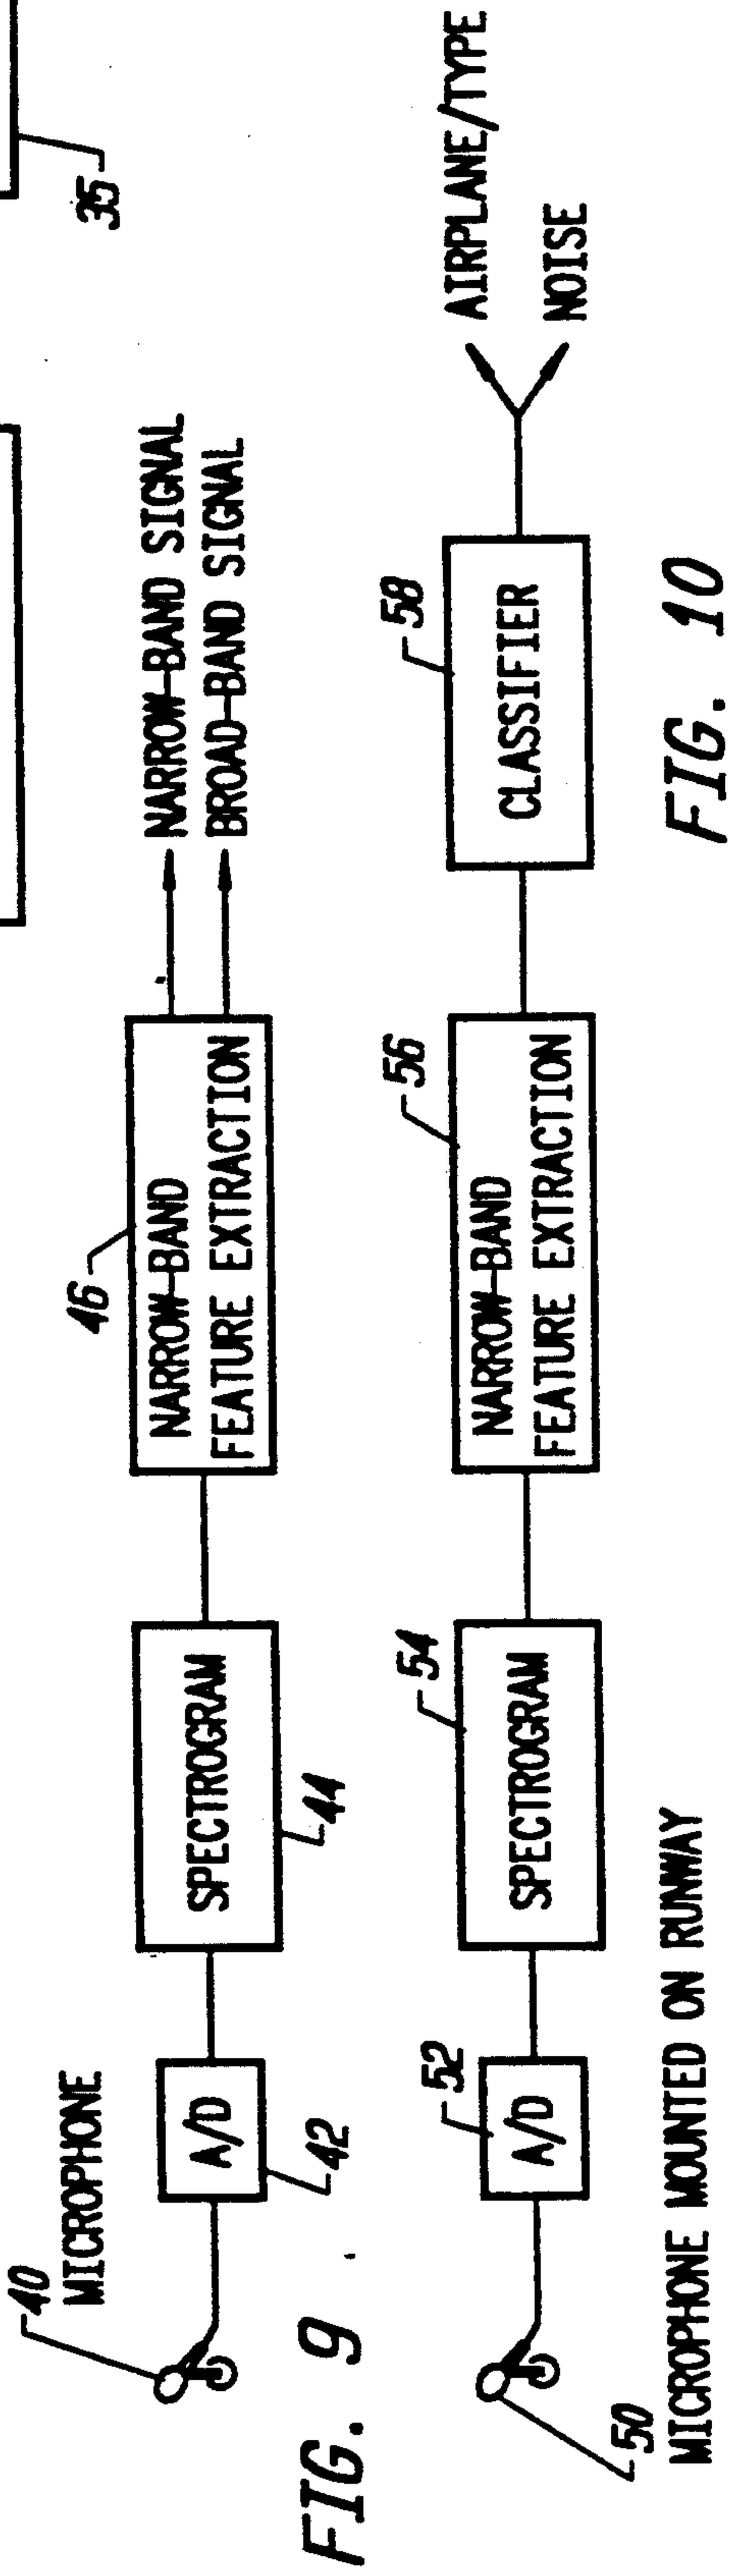 35
40
MICROPHONE
A/D
42
SPECTROGRAM
44
46
NARROW-BAND
FEATURE EXTRACTION
NARROW-BAND SIGNAL
BROAD-BAND SIGNAL
FIG. 9
50
MICROPHONE MOUNTED ON RUNWAY
52
A/D
54
SPECTROGRAM
56
NARROW-BAND
FEATURE EXTRACTION
58
CLASSIFIER
AIRPLANE/TYPE
NOISE
FIG. 10